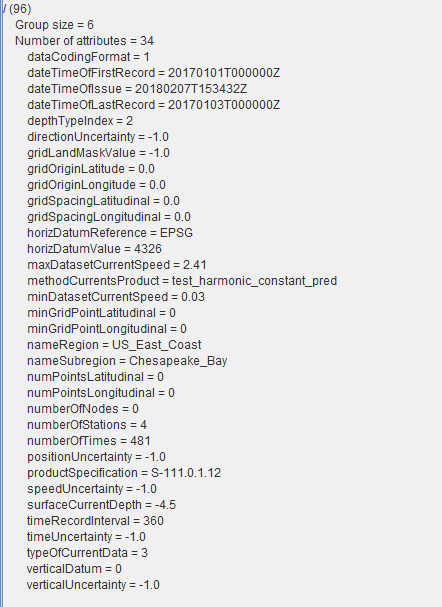 / (96)
Group size = 6
Number of attributes = 34
dataCodingFormat = 1
dateTimeOfFirstRecord = 20170101T000000Z
dateTimeOfIssue = 20180207T153432Z
dateTimeOfLastRecord = 20170103T000000Z
depthTypeIndex = 2
directionUncertainty = -1.0
gridLandMaskValue = -1.0
gridOriginLatitude = 0.0
gridOriginLongitude = 0.0
gridSpacingLatitudinal = 0.0
gridSpacingLongitudinal = 0.0
horizDatumReference = EPSG
horizDatumValue = 4326
maxDatasetCurrentSpeed = 2.41
methodCurrentsProduct = test_harmonic_constant_pred
minDatasetCurrentSpeed = 0.03
minGridPointLatitudinal = 0
minGridPointLongitudinal = 0
nameRegion = US_East_Coast
nameSubregion = Chesapeake_Bay
numPointsLatitudinal = 0
numPointsLongitudinal = 0
numberOfNodes = 0
numberOfStations = 4
numberOfTimes = 481
positionUncertainty = -1.0
productSpecification = S-111.0.1.12
speedUncertainty = -1.0
surfaceCurrentDepth = -4.5
timeRecordInterval = 360
timeUncertainty = -1.0
typeOfCurrentData = 3
verticalDatum = 0
verticalUncertainty = -1.0